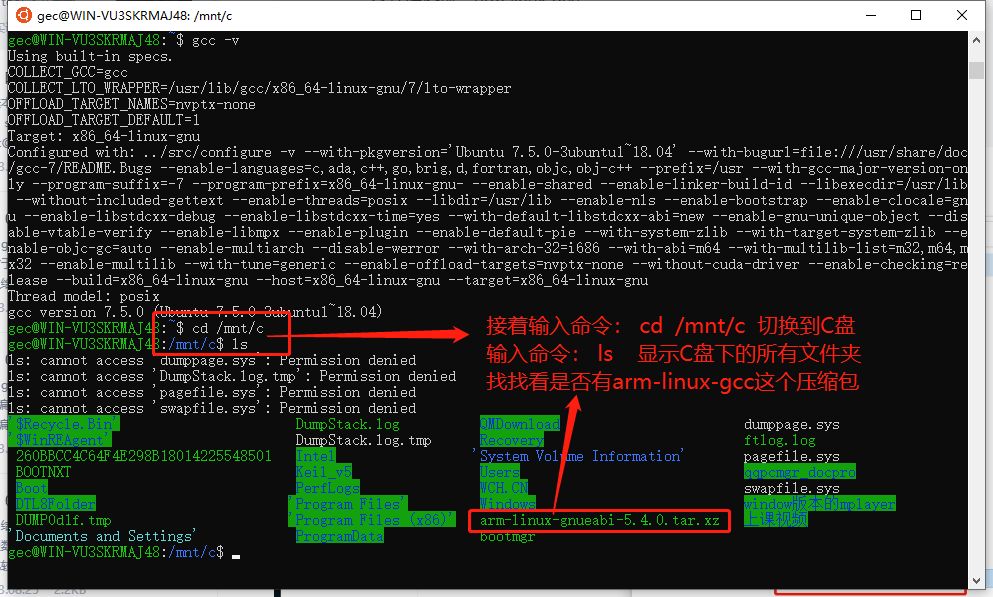 gec@WIN-VU3SKRMAJ48: /mnt/c
gec@WIN-VU3SKRMAJ48:~$ gcc -v
Using built-in specs.
COLLECT_GCC=gcc
COLLECT_LTO_WRAPPER=/usr/lib/gcc/x86_64-linux-gnu/7/lto-wrapper
OFFLOAD_TARGET_NAMES=nvptx-none
OFFLOAD_TARGET_DEFAULT=1
Target: x86_64-linux-gnu
Configured with: ../src/configure -v --with-pkgversion='Ubuntu 7.5.0-3ubuntu1~18.04' --with-bugurl=file:///usr/share/doc
/gcc-7/README.Bugs --enable-languages=c,ada,c++,go,brig,d,fortran,objc,obj-c++ --prefix=/usr --with-gcc-major-version-on
ly --program-suffix=-7 --program-prefix=x86_64-linux-gnu- --enable-shared --enable-linker-build-id --libexecdir=/usr/lib
--without-included-gettext --enable-threads=posix --libdir=/usr/lib --enable-nls --enable-bootstrap --enable-clocale=gn
u --enable-libstdcxx-debug --enable-libstdcxx-time=yes --with-default-libstdcxx-abi=new --enable-gnu-unique-object --dis
able-vtable-verify --enable-libmpx --enable-plugin --enable-default-pie --with-system-zlib --with-target-system-zlib --e
nable-objc-gc=auto --enable-multiarch --disable-werror --with-arch-32=i686 --with-abi=m64 --with-multilib-list=m32,m64,m
x32 --enable-multilib --with-tune=generic --enable-offload-targets=nvptx-none --without-cuda-driver --enable-checking=re
lease --build=x86_64-linux-gnu --host=x86_64-linux-gnu --target=x86_64-linux-gnu
Thread model: posix
gcc version 7.5.0 (Ubuntu 7.5.0-3ubuntu1~18.04)
gec@WIN-VU3SKRMAJ48:~$ cd /mnt/c
gec@WIN-VU3SKRMAJ48:/mnt/c$ ls
接着输入命令： cd /mnt/c 切换到C盘
输入命令： ls 显示C盘下的所有文件夹
找找看是否有arm-linux-gcc这个压缩包
ls: cannot access 'dumppage.sys': Permission denied
ls: cannot access 'DumpStack.log.tmp': Permission denied
ls: cannot access 'pagefile.sys': Permission denied
ls: cannot access 'swapfile.sys': Permission denied
'$Recycle.Bin' DumpStack.log QMDownload dumppage.sys
'$WinREAgent' DumpStack.log.tmp Recovery ftlog.log
260BBCC4C64F4E298B18014225548501 Intel 'System Volume Information' pagefile.sys
BOOTNXT Keil_v5 Users qqpcmgr_docpro
Boot PerfLogs WCH.CN swapfile.sys
DTL8Folder 'Program Files' Windows window版本的mplayer
DUMP0d1f.tmp 'Program Files (x86)' arm-linux-gnueabi-5.4.0.tar.xz 上课视频
'Documents and Settings' ProgramData bootmgr
gec@WIN-VU3SKRMAJ48:/mnt/c$